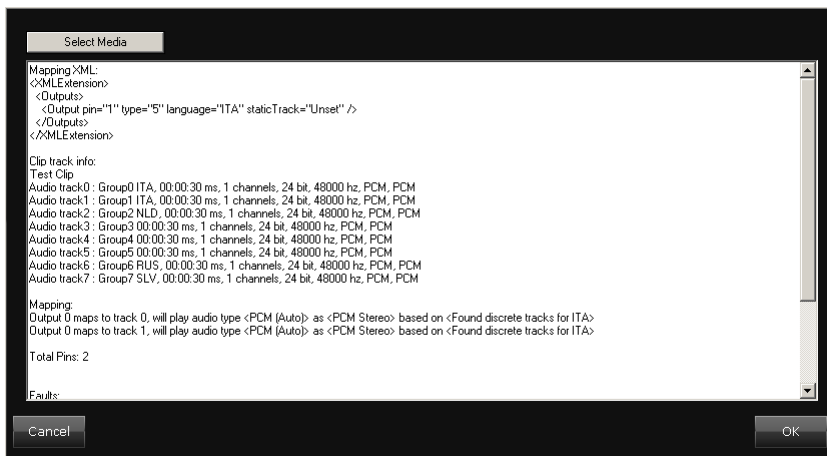 Select Media
Mapping XML:
<XMLExtension>
<Outputs>
<Output pin="1" type="5" language="ITA" staticTrack="Unset" />
</Outputs>
</XMLExtension>
Clip track info:
Test Clip
Audio track0 : Group0 ITA, 00:00:30 ms, 1 channels, 24 bit, 48000 hz, PCM, PCM
Audio track1 : Group1 ITA, 00:00:30 ms, 1 channels, 24 bit, 48000 hz, PCM, PCM
Audio track2 : Group2 NLD, 00:00:30 ms, 1 channels, 24 bit, 48000 hz, PCM, PCM
Audio track3 : Group3 00:00:30 ms, 1 channels, 24 bit, 48000 hz, PCM, PCM
Audio track4 : Group4 00:00:30 ms, 1 channels, 24 bit, 48000 hz, PCM, PCM
Audio track5 : Group5 00:00:30 ms, 1 channels, 24 bit, 48000 hz, PCM, PCM
Audio track6 : Group6 RUS, 00:00:30 ms, 1 channels, 24 bit, 48000 hz, PCM, PCM
Audio track7 : Group7 SLV, 00:00:30 ms, 1 channels, 24 bit, 48000 hz, PCM, PCM
Mapping:
Output 0 maps to track 0, will play audio type <PCM (Auto)> as <PCM Stereo> based on <Found discrete tracks for ITA>
Output 0 maps to track 1, will play audio type <PCM (Auto)> as <PCM Stereo> based on <Found discrete tracks for ITA>
Total Pins: 2
Faults:
Cancel
OK